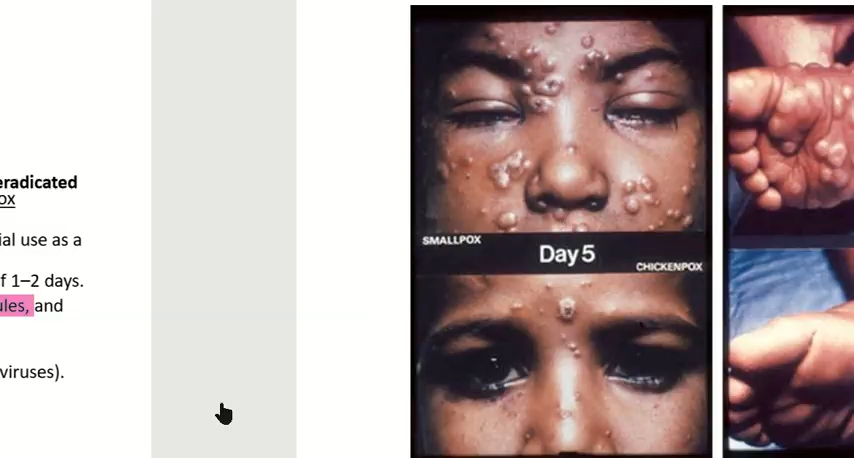 eradicated
ox
ial use as a
f 1–2 days.
ules, and
viruses).
SMALLPOX
Day 5
CHICKENPOX